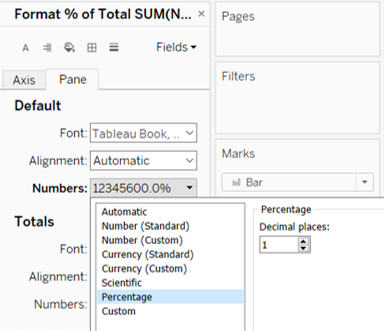 Format % of Total SUM(N... ×
A
Fields
Axis
Pane
Default
Font: Tableau Book, ..
Alignment: Automatic
Numbers: 12345600.0%
Totals
Font:
Alignment:
Numbers:
Automatic
Number (Standard)
Number (Custom)
Currency (Standard)
Currency (Custom)
Scientific
Percentage
Custom
Percentage
Decimal places:
1
Pages
Filters
Marks
Bar